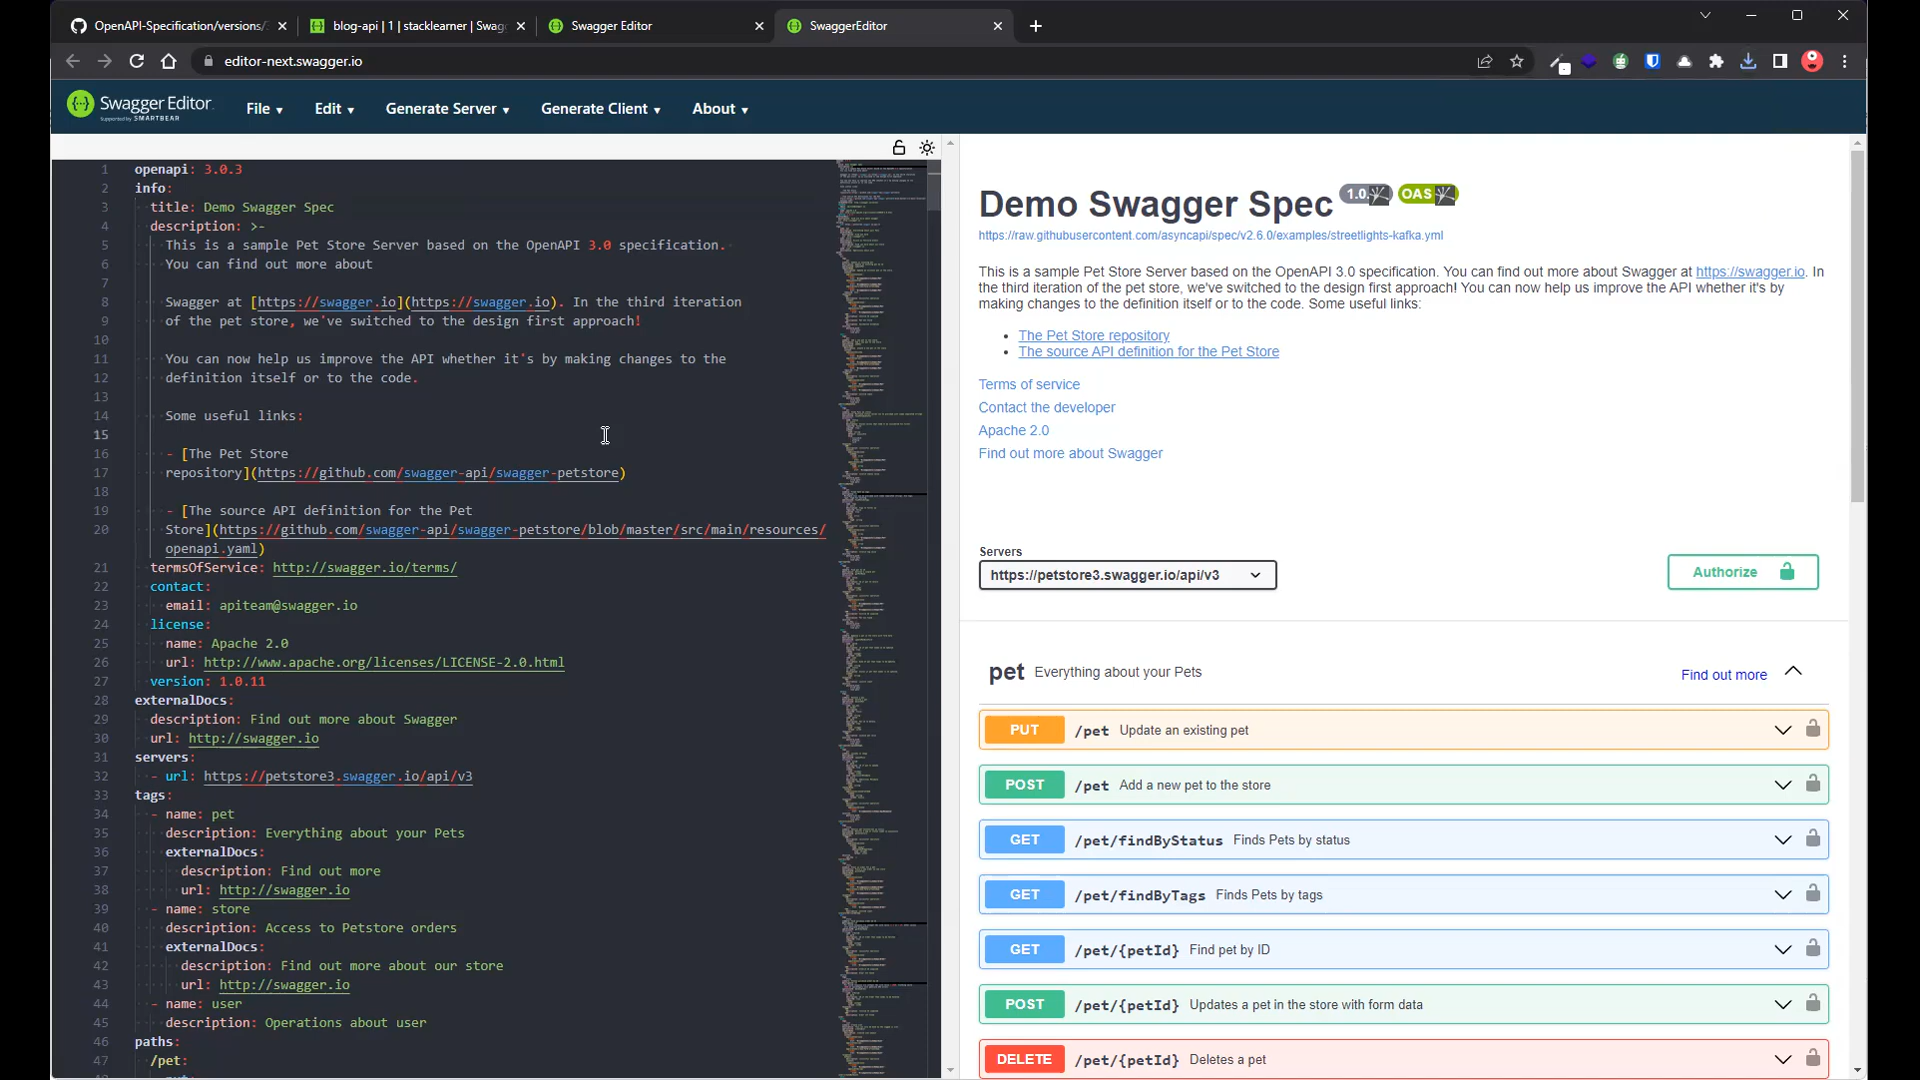 OpenAPI-Specification/versions/
blog-api | 1 | stacklearner | Swag
Swagger Editor
SwaggerEditor
editor-next.swagger.io
Swagger Editor
Supported by SMARTBEAR
File
Edit
Generate Server
Generate Client
About
1 openapi: 3.0.3
2 info:
3 title: Demo Swagger Spec
4 description: >-
5 This is a sample Pet Store Server based on the OpenAPI 3.0 specification.
6 You can find out more about
7
8 Swagger at [https://swagger.io](https://swagger.io). In the third iteration
9 of the pet store, we've switched to the design first approach!
10
11 You can now help us improve the API whether it's by making changes to the
12 definition itself or to the code.
13
14 Some useful links:
15
16 - [The Pet Store
17 repository](https://github.com/swagger-api/swagger-petstore)
18
19 - [The source API definition for the Pet
20 Store](https://github.com/swagger-api/swagger-petstore/blob/master/src/main/resources/
openapi.yaml)
21 termsOfService: http://swagger.io/terms/
22 contact:
23 email: apiteam@swagger.io
24 license:
25 name: Apache 2.0
26 url: http://www.apache.org/licenses/LICENSE-2.0.html
27 version: 1.0.11
28 externalDocs:
29 description: Find out more about Swagger
30 url: http://swagger.io
31 servers:
32 - url: https://petstore3.swagger.io/api/v3
33 tags:
34 - name: pet
35 description: Everything about your Pets
36 externalDocs:
37 description: Find out more
38 url: http://swagger.io
39 - name: store
40 description: Access to Petstore orders
41 externalDocs:
42 description: Find out more about our store
43 url: http://swagger.io
44 - name: user
45 description: Operations about user
46 paths:
47 /pet:
Demo Swagger Spec 1.0. OAS
https://raw.githubusercontent.com/asyncapi/spec/v2.6.0/examples/streetlights-kafka.yml
This is a sample Pet Store Server based on the OpenAPI 3.0 specification. You can find out more about Swagger at https://swagger.io. In
the third iteration of the pet store, we've switched to the design first approach! You can now help us improve the API whether it's by
making changes to the definition itself or to the code. Some useful links:
• The Pet Store repository
• The source API definition for the Pet Store
Terms of service
Contact the developer
Apache 2.0
Find out more about Swagger
Servers
https://petstore3.swagger.io/api/v3
Authorize
pet Everything about your Pets
Find out more
PUT /pet Update an existing pet
POST /pet Add a new pet to the store
GET /pet/findByStatus Finds Pets by status
GET /pet/findByTags Finds Pets by tags
GET /pet/{petId} Find pet by ID
POST /pet/{petId} Updates a pet in the store with form data
DELETE /pet/{petId} Deletes a pet